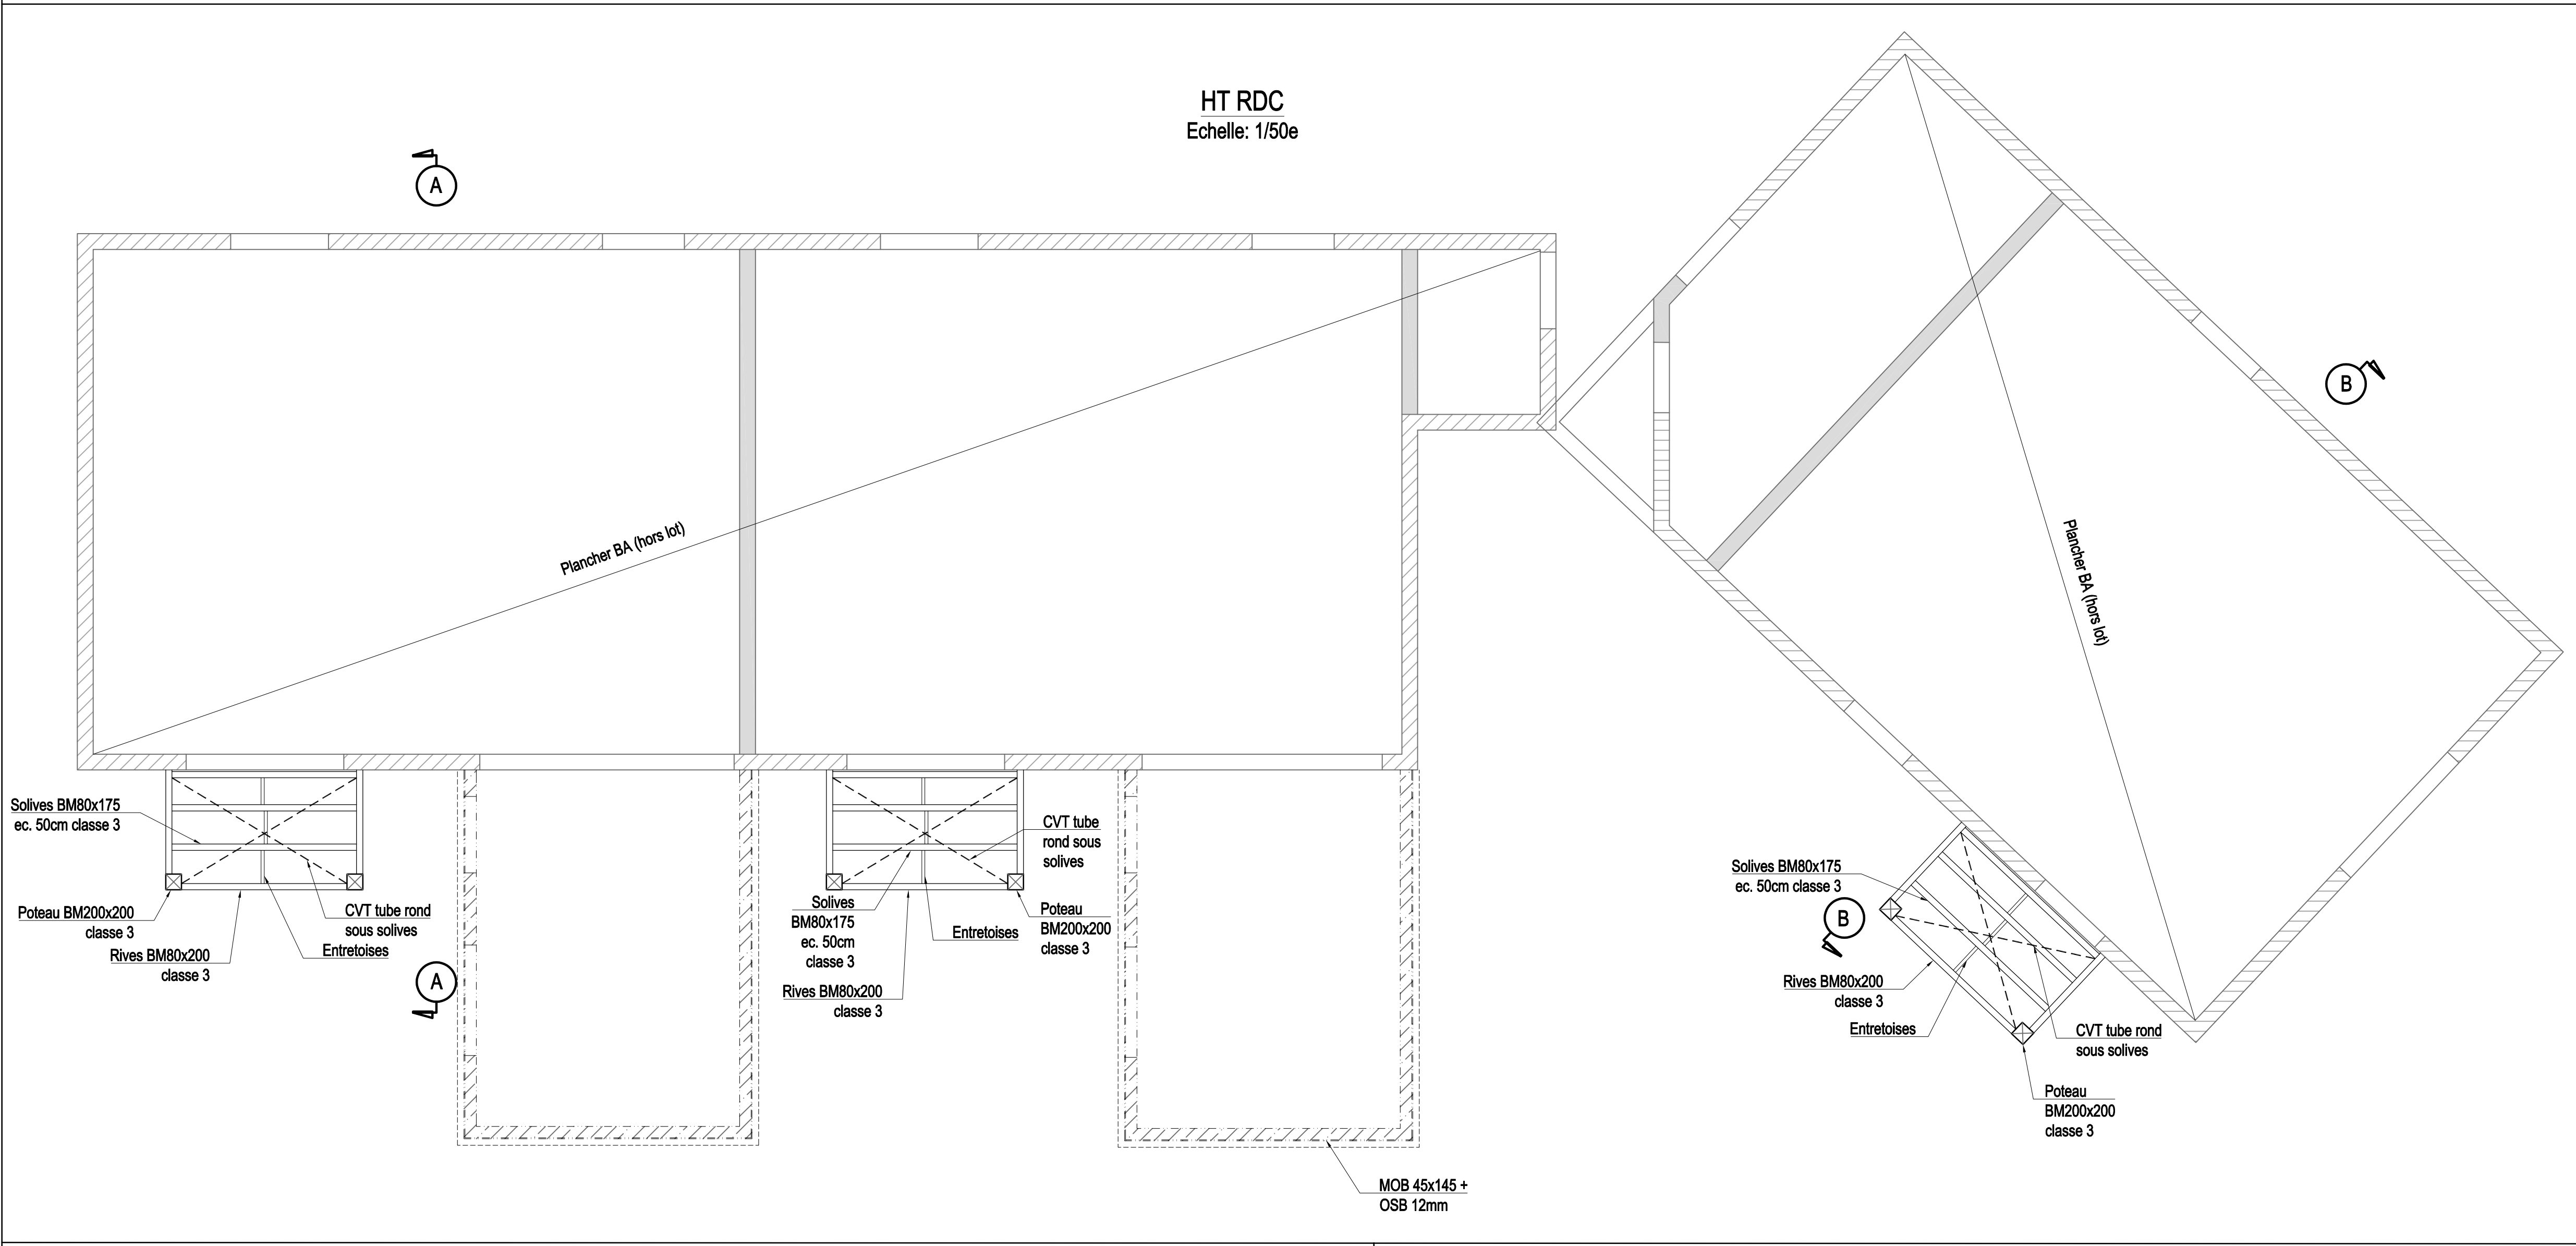 HT RDC
Echelle: 1/50e
A
B
Plancher BA (hors lot)
Plancher BA (hors lot)
Solives BM80x175
ec. 50cm classe 3
Poteau BM200x200
classe 3
Rives BM80x200
classe 3
CVT tube rond
sous solives
Entretoises
A
CVT tube
rond sous
solives
Solives
BM80x175
ec. 50cm
classe 3
Entretoises
Poteau
BM200x200
classe 3
Rives BM80x200
classe 3
MOB 45x145 +
OSB 12mm
Solives BM80x175
ec. 50cm classe 3
B
Rives BM80x200
classe 3
Entretoises
CVT tube rond
sous solives
Poteau
BM200x200
classe 3